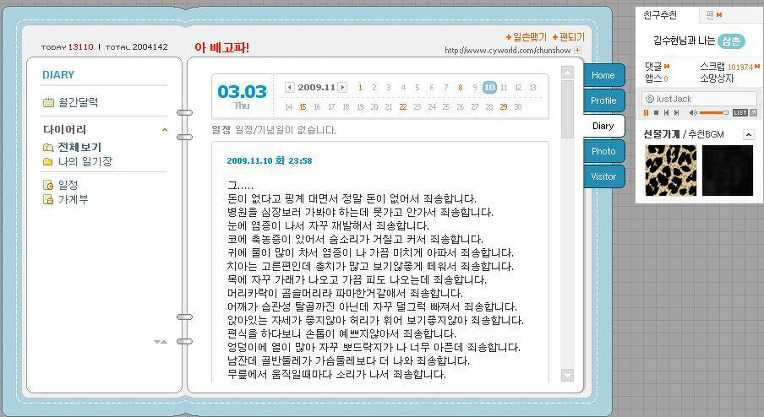 TODAY 13110 | TOTAL 2004142
아 배고파!
일촌맺기 팬되기
http://www.cyworld.com/chunshow
DIARY
월간달력
다이어리
전체보기
나의 일기장
일정
가계부
03.03
Thu
2009.11
1 2 3 4 5 6 7 8 9 10 11 12 13
14 15 16 17 18 19 20 21 22 23 24 25 26 27 28 29 30
일정 일정/기념일이 없습니다.
2009.11.10 화 23:58
그.....
돈이 없다고 핑계 대면서 정말 돈이 없어서 죄송합니다.
병원을 심장보러 가봐야 하는데 못가고 안가서 죄송합니다.
눈에 염증이 나서 자꾸 재발해서 죄송합니다.
코에 축농증이 있어서 숨소리가 거칠고 커서 죄송합니다.
귀에 물이 많이 차서 염증이 나 가끔 미치게 아파서 죄송합니다.
치아는 고른편인데 충치가 많고 보기않좋게 떼워서 죄송합니다.
목에 자꾸 가래가 나오고 가끔 피도 나오는데 죄송합니다.
머리카락이 곱슬머리라 파마한거같애서 죄송합니다.
어깨가 습관성 탈골까진 아닌데 자꾸 덜그럭 빠져서 죄송합니다.
앉아있는 자세가 좋지않아 허리가 휘어 보기좋지않아 죄송합니다.
편식을 하다보니 손톱이 예쁘지않아서 죄송합니다.
엉덩이에 열이 많아 자꾸 뽀드락지가 나 너무 아픈데 죄송합니다.
남잔데 골반둘레가 가슴둘레보다 더 나와 죄송합니다.
무릎에서 움직일때마다 소리가 나서 죄송합니다.
Home
Profile
Diary
Photo
Visitor
친구추천 팬
김수현님과 나는 삼촌
댓글 스크랩 101974
앱스 0 소망상자
Just Jack
LIST
선물가게 / 추천BGM